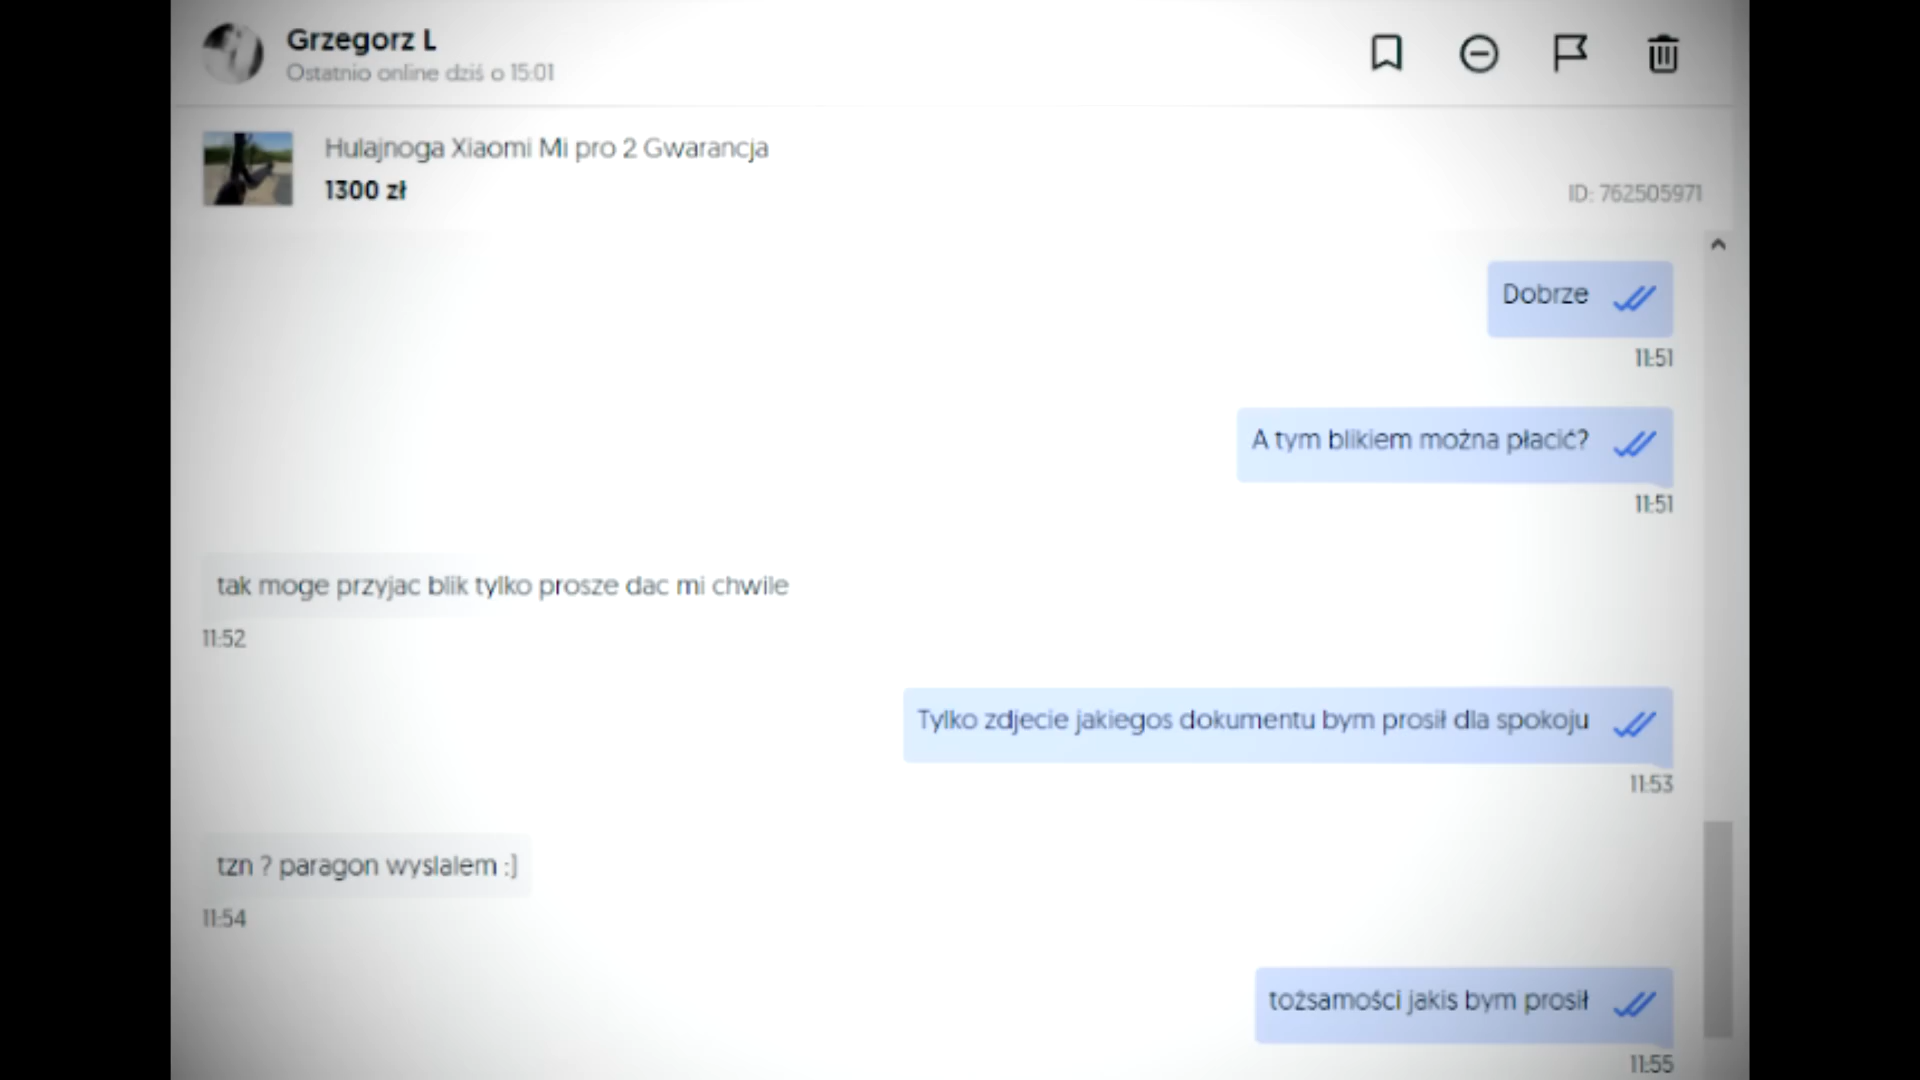 Grzegorz L
Ostatnio online dziś o 15:01
Hulajnoga Xiaomi Mi pro 2 Gwarancja
1300 zł
ID: 762505971
Dobrze
11:51
A tym blikiem można płacić?
11:51
tak moge przyjac blik tylko prosze dac mi chwile
11:52
Tylko zdjecie jakiegos dokumentu bym prosił dla spokoju
11:53
tzn ? paragon wyslalem :]
11:54
tożsamości jakis bym prosił
11:55